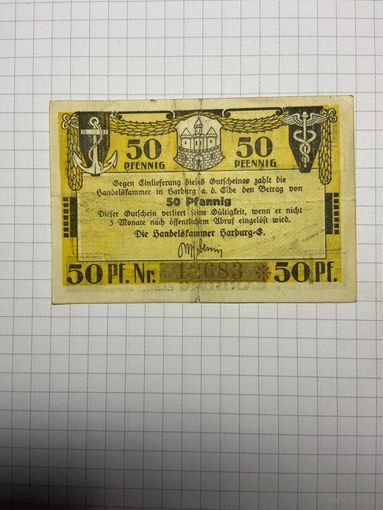 50 50
PFENNIG PFENNIG
Gegen Einlieferung dieses Gutscheines zahlt die
Handelskammer in Harburg a. d. Elbe den Betrag von
50 Pfennig
Dieser Gutschein verliert seine Gültigkeit, wenn er nicht
3 Monate nach öffentlichem Abruf eingelöst wird.
Die Handelskammer Harburg-E.
50 Pf. Nr. 12683 50 Pf.